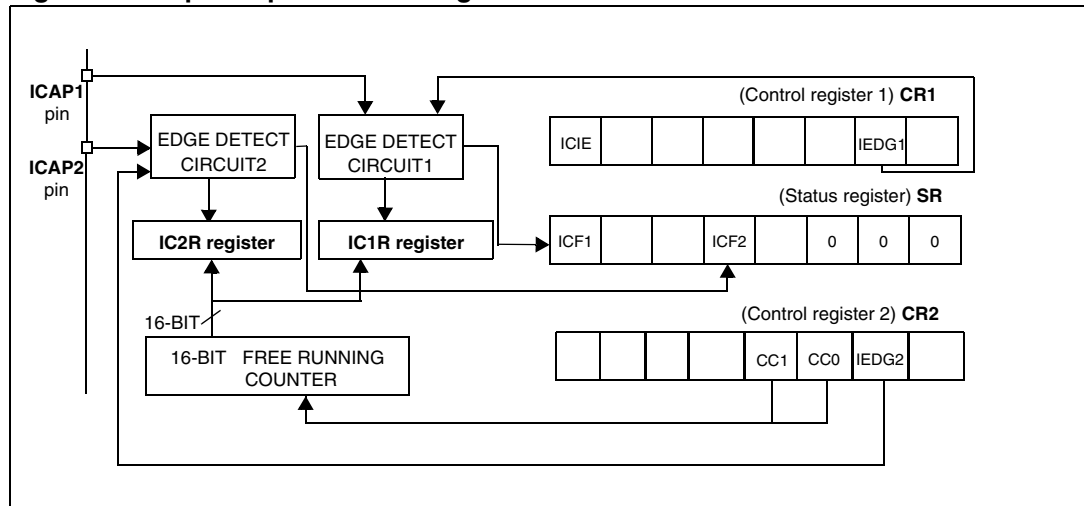 ICAP1
pin
ICAP2
pin
EDGE DETECT
CIRCUIT2
EDGE DETECT
CIRCUIT1
IC2R register
IC1R register
16-BIT
16-BIT FREE RUNNING
COUNTER
(Control register 1) CR1
ICIE
IEDG1
(Status register) SR
ICF1
ICF2
0
0
0
(Control register 2) CR2
CC1
CC0
IEDG2